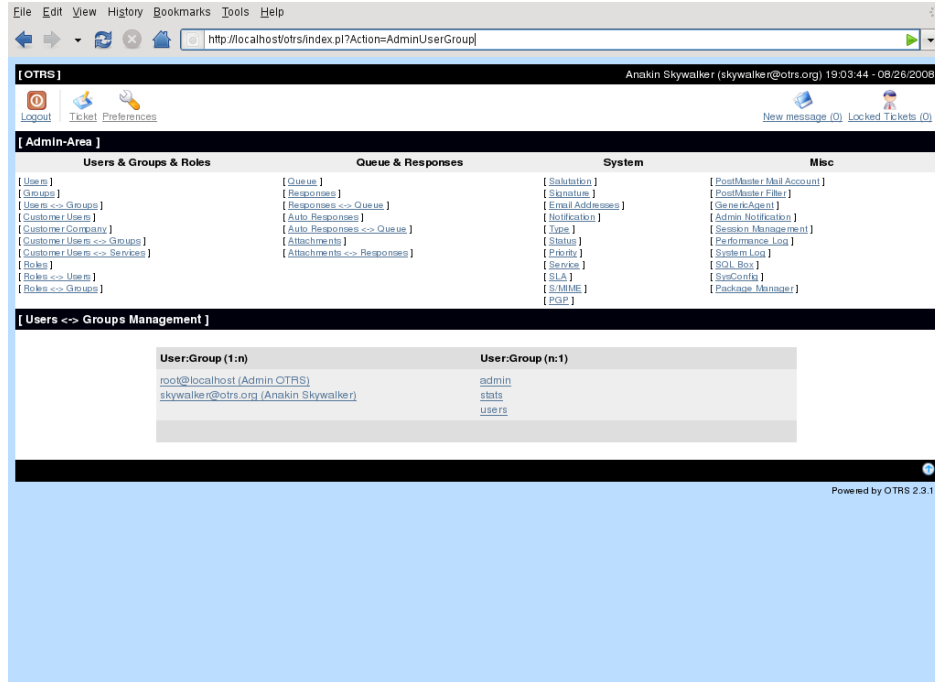 File Edit View History Bookmarks Tools Help
http://localhost/otrs/index.pl?Action=AdminUserGroup
[ OTRS ] Anakin Skywalker (skywalker@otrs.org) 19:03:44 - 08/26/2008
Logout Ticket Preferences New message (0) Locked Tickets (0)
[ Admin-Area ]
Users & Groups & Roles Queue & Responses System Misc
[ Users ] [ Queue ] [ Salutation ] [ PostMaster Mail Account ]
[ Groups ] [ Responses ] [ Signature ] [ PostMaster Filter ]
[ Users <-> Groups ] [ Responses <-> Queue ] [ Email Addresses ] [ GenericAgent ]
[ Customer Users ] [ Auto Responses ] [ Notification ] [ Admin Notification ]
[ Customer Company ] [ Auto Responses <-> Queue ] [ Type ] [ Session Management ]
[ Customer Users <-> Groups ] [ Attachments ] [ Status ] [ Performance Log ]
[ Customer Users <-> Services ] [ Attachments <-> Responses ] [ Priority ] [ System Log ]
[ Roles ] [ Service ] [ SQL Box ]
[ Roles <-> Users ] [ SLA ] [ SysConfig ]
[ Roles <-> Groups ] [ S/MIME ] [ Package Manager ]
[ PGP ]
[ Users <-> Groups Management ]
User:Group (1:n) User:Group (n:1)
root@localhost (Admin OTRS) admin
skywalker@otrs.org (Anakin Skywalker) stats
users
Powered by OTRS 2.3.1